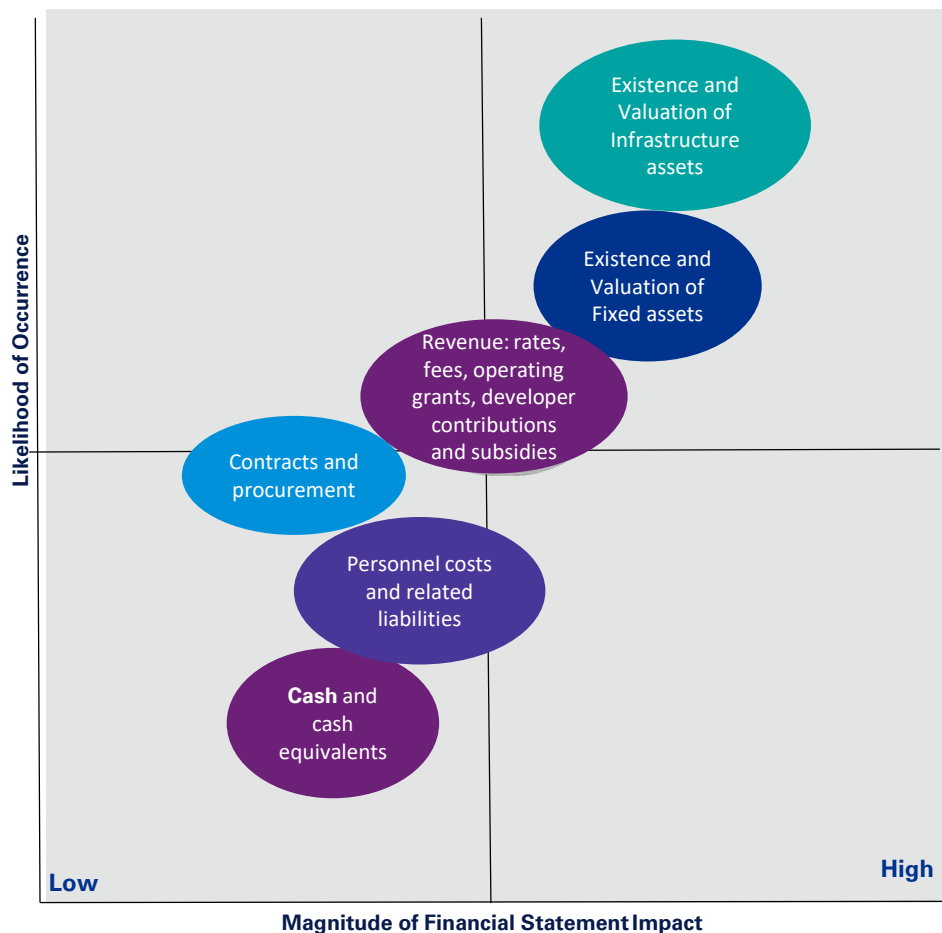 Existence and
Valuation of
Infrastructure
assets
Existence and
Valuation of
Fixed assets
Revenue: rates,
fees, operating
grants, developer
contributions
and subsidies
Contracts and
procurement
Personnel costs
and related
liabilities
Cash and
cash
equivalents
Likelihood of Occurrence
Low
High
Magnitude of Financial Statement Impact